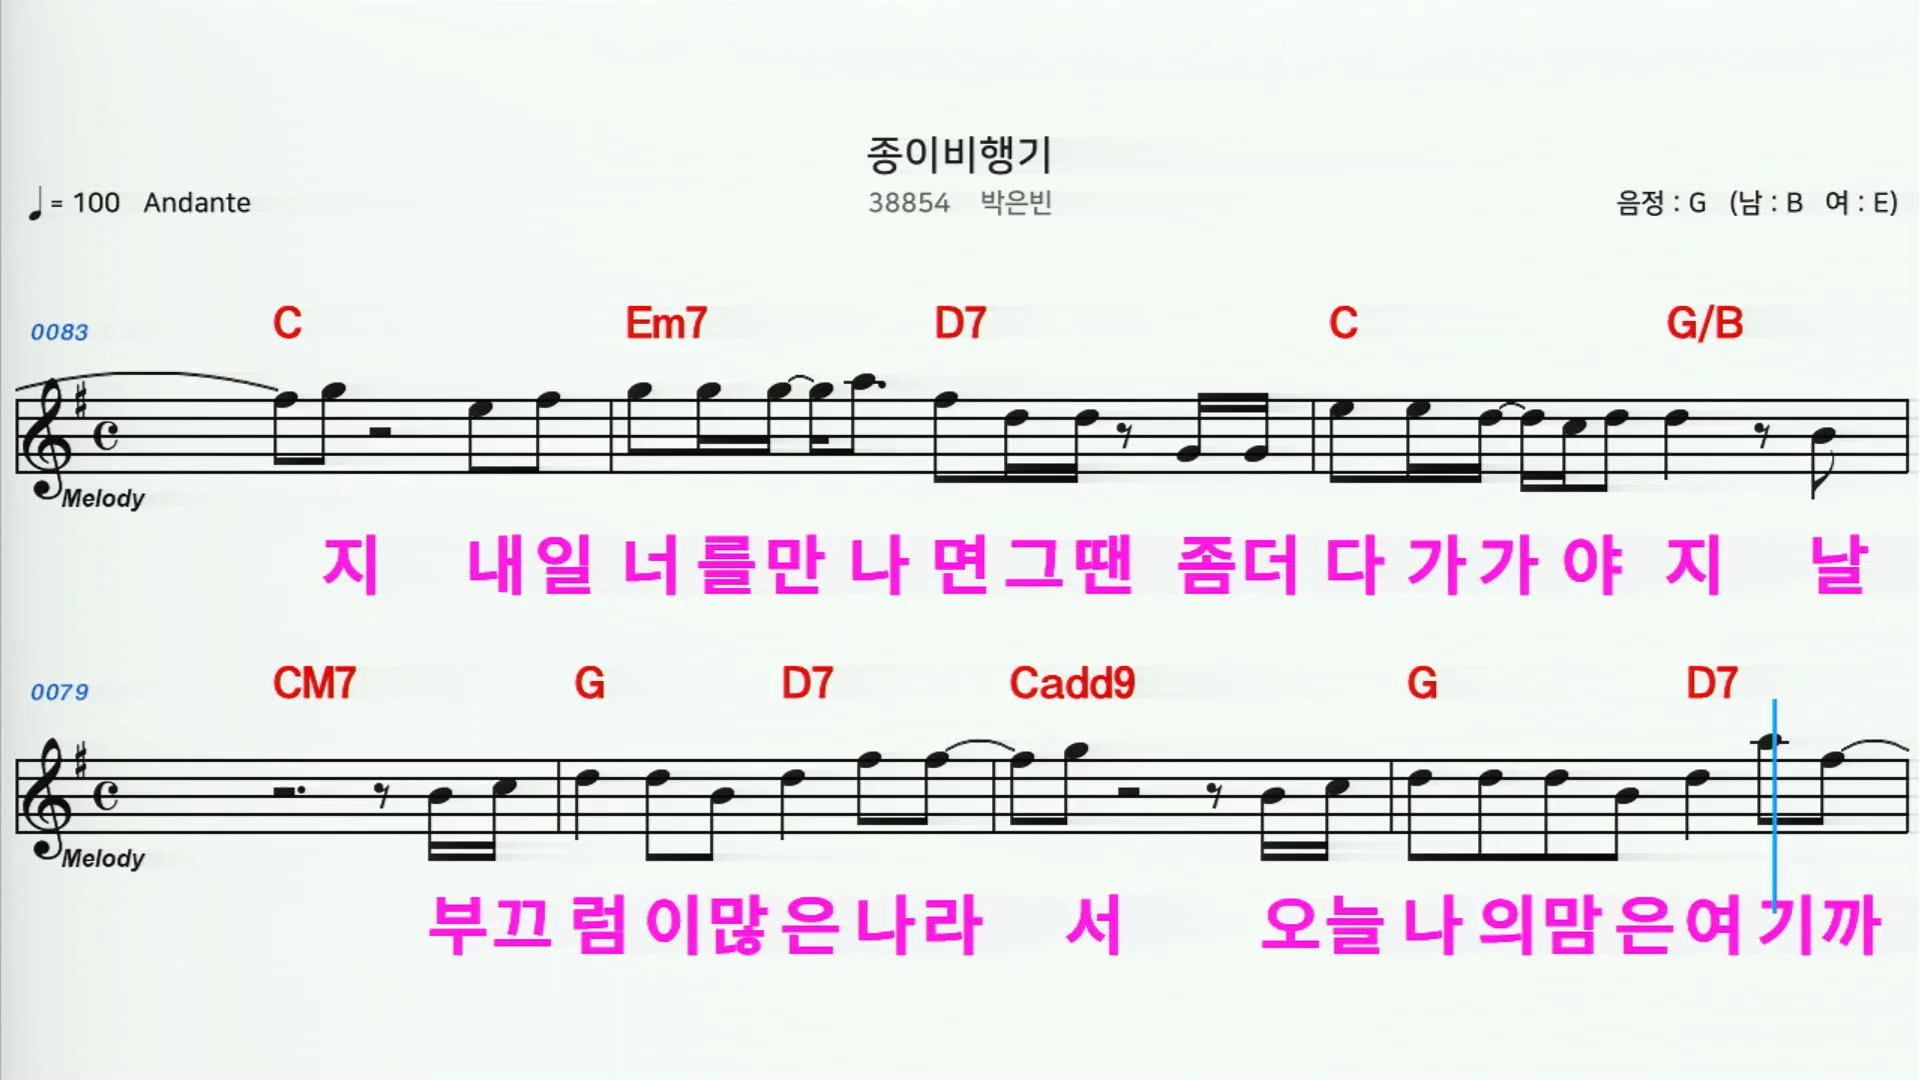 종이비행기
♩= 100 Andante 38854 박은빈 음정 : G (남 : B 여 : E)
0083 C Em7 D7 C G/B
Melody
지 내일 너를만 나 면그땐 좀더 다 가가 야 지 날
0079 CM7 G D7 Cadd9 G D7
Melody
부끄 럼 이많은나라 서 오늘 나 의맘은여기까